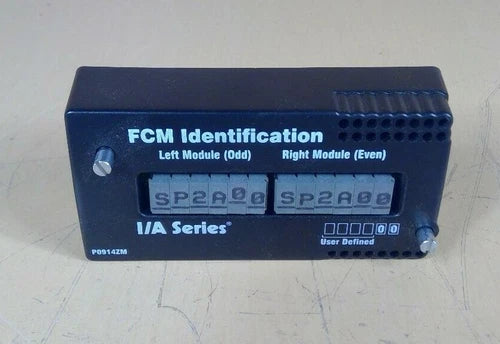 FCM Identification
Left Module (Odd) Right Module (Even)
SP2A00 SP2A00
I/A Series®
00
User Defined
P0914ZM